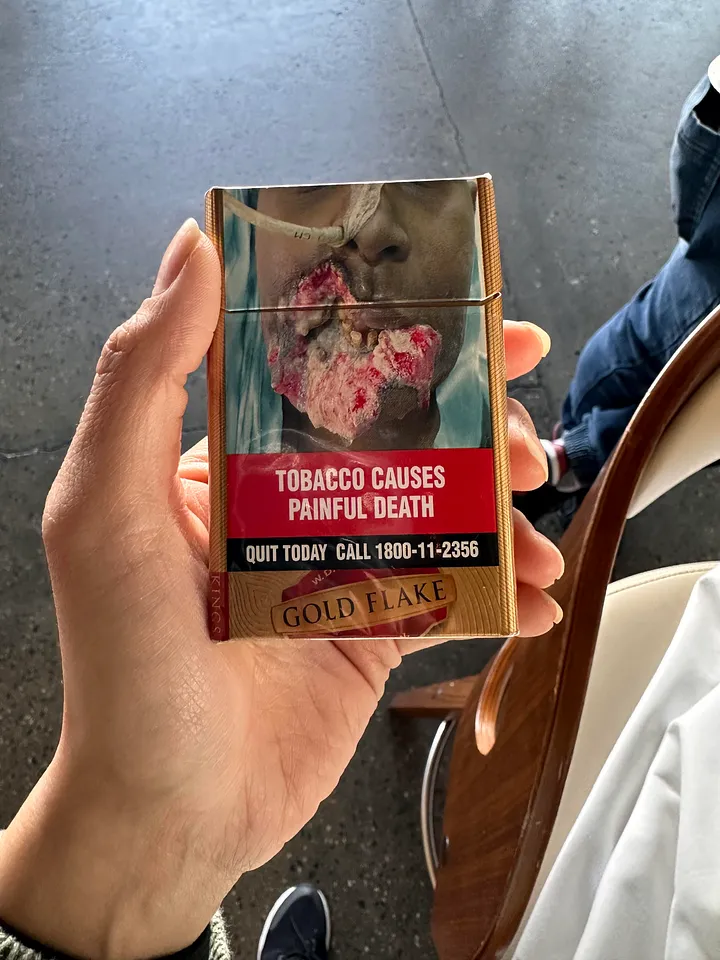 TOBACCO CAUSES
PAINFUL DEATH
QUIT TODAY CALL 1800-11-2356
GOLD FLAKE
KINGS